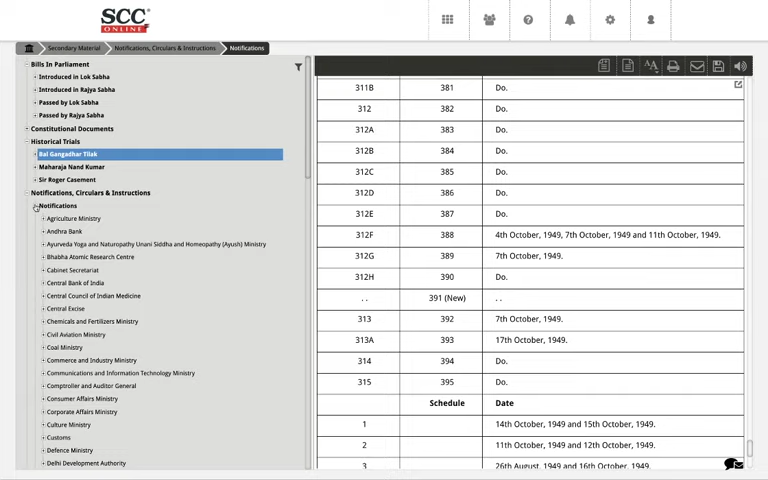 SCC
ONLINE
Secondary Material
Notifications, Circulars & Instructions
Notifications
Bills In Parliament
Introduced in Lok Sabha
Introduced in Rajya Sabha
Passed by Lok Sabha
Passed by Rajya Sabha
Constitutional Documents
Historical Trials
Bal Gangadhar Tilak
Maharaja Nand Kumar
Sir Roger Casement
Notifications, Circulars & Instructions
Notifications
Agriculture Ministry
Andhra Bank
Ayurveda Yoga and Naturopathy Unani Siddha and Homeopathy (Ayush) Ministry
Bhabha Atomic Research Centre
Cabinet Secretariat
Central Bank of India
Central Council of Indian Medicine
Central Excise
Chemicals and Fertilizers Ministry
Civil Aviation Ministry
Coal Ministry
Commerce and Industry Ministry
Communications and Information Technology Ministry
Comptroller and Auditor General
Consumer Affairs Ministry
Corporate Affairs Ministry
Culture Ministry
Customs
Defence Ministry
Delhi Development Authority
AA
311B 381 Do.
312 382 Do.
312A 383 Do.
312B 384 Do.
312C 385 Do.
312D 386 Do.
312E 387 Do.
312F 388 4th October, 1949, 7th October, 1949 and 11th October, 1949.
312G 389 7th October, 1949.
312H 390 Do.
. . 391 (New) . .
313 392 7th October, 1949.
313A 393 17th October, 1949.
314 394 Do.
315 395 Do.
Schedule Date
1 14th October, 1949 and 15th October, 1949.
2 11th October, 1949 and 12th October, 1949.
3 26th August, 1949 and 16th October, 1949.